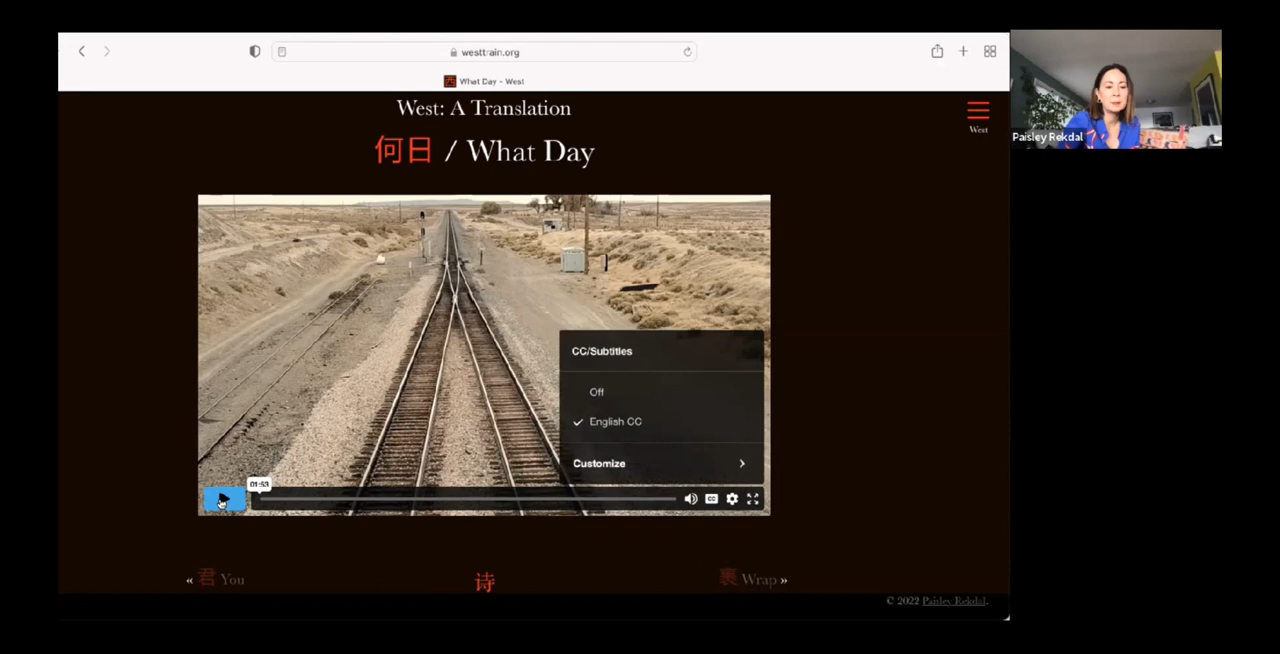 westtrain.org
What Day - West
West: A Translation
West
何日 / What Day
Paisley Rekdal
CC/Subtitles
Off
English CC
Customize
01:53
CC
« 君 You
诗
裹 Wrap »
© 2022 Paisley Rekdal.